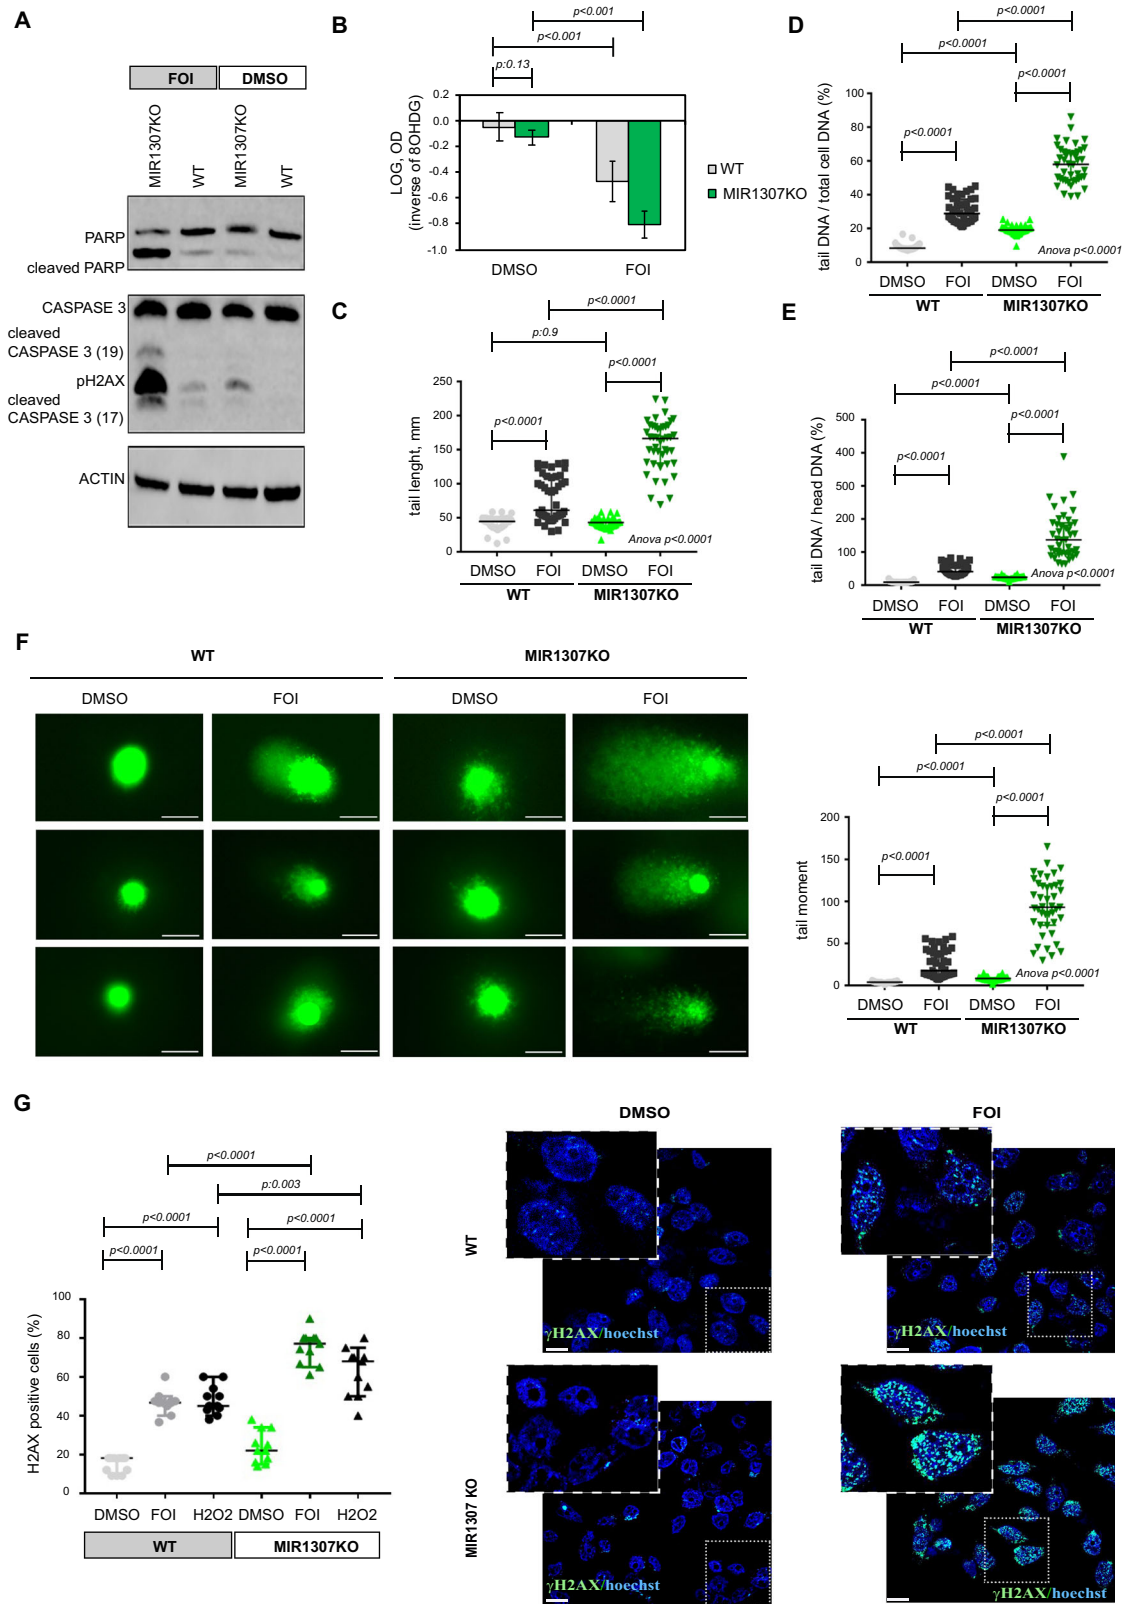 A
FOI
DMSO
MIR1307KO
WT
MIR1307KO
WT
PARP
cleaved PARP
CASPASE 3
cleaved
CASPASE 3 (19)
pH2AX
cleaved
CASPASE 3 (17)
ACTIN
B
p<0.001
p<0.001
p:0.13
0.2
0.0
-0.2
-0.4
-0.6
-0.8
-1.0
LOG, OD
(inverse of 8OHDG)
WT
MIR1307KO
DMSO
FOI
C
p<0.0001
p:0.9
p<0.0001
p<0.0001
250
200
150
100
50
0
tail lenght, mm
Anova p<0.0001
DMSO
FOI
DMSO
FOI
WT
MIR1307KO
D
p<0.0001
p<0.0001
p<0.0001
p<0.0001
100
80
60
40
20
0
tail DNA / total cell DNA (%)
Anova p<0.0001
DMSO
FOI
DMSO
FOI
WT
MIR1307KO
E
p<0.0001
p<0.0001
p<0.0001
p<0.0001
500
400
300
200
100
0
tail DNA / head DNA (%)
Anova p<0.0001
DMSO
FOI
DMSO
FOI
WT
MIR1307KO
F
WT
MIR1307KO
DMSO
FOI
DMSO
FOI
p<0.0001
p<0.0001
p<0.0001
p<0.0001
200
150
100
50
0
tail moment
Anova p<0.0001
DMSO
FOI
DMSO
FOI
WT
MIR1307KO
G
p<0.0001
p:0.003
p<0.0001
p<0.0001
p<0.0001
p<0.0001
100
80
60
40
20
0
H2AX positive cells (%)
DMSO
FOI
H2O2
DMSO
FOI
H2O2
WT
MIR1307KO
DMSO
FOI
WT
γH2AX/hoechst
γH2AX/hoechst
MIR1307 KO
γH2AX/hoechst
γH2AX/hoechst